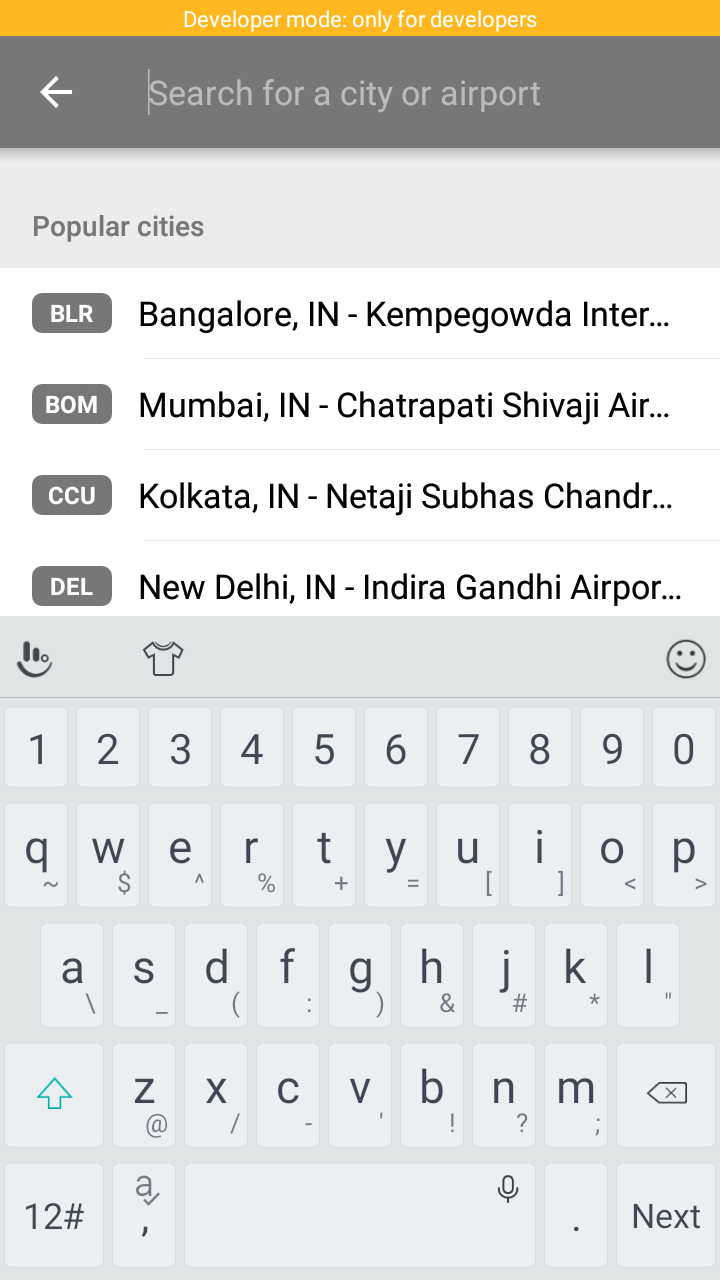 Developer mode: only for developers
Search for a city or airport
Popular cities
BLR Bangalore, IN - Kempegowda Inter...
BOM Mumbai, IN - Chatrapati Shivaji Air...
CCU Kolkata, IN - Netaji Subhas Chandr...
DEL New Delhi, IN - Indira Gandhi Airpor...
1 2 3 4 5 6 7 8 9 0
q w e r t y u i o p
~ $ ^ % + = [ ] < >
a s d f g h j k l
\ _ ( : ) & # * "
z x c v b n m
@ / - ' ! ? ;
12# a , . Next